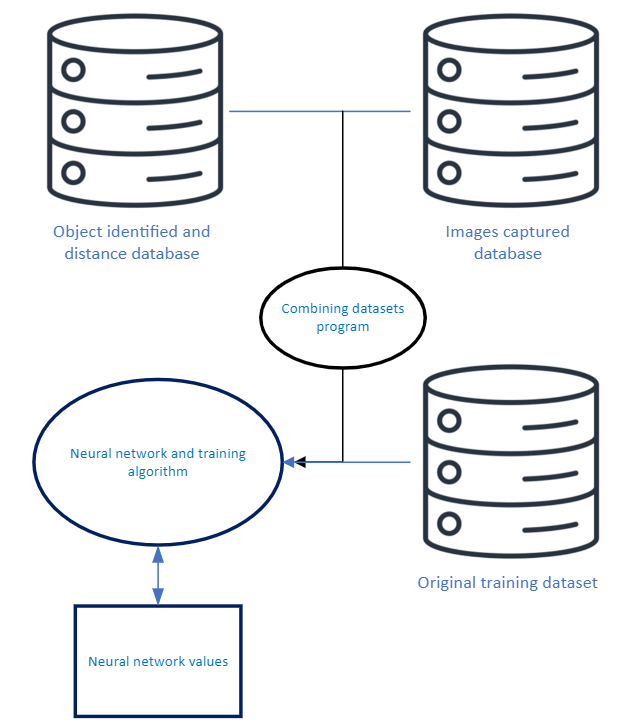 Object identified and
distance database
Images captured
database
Combining datasets
program
Neural network and training
algorithm
Original training dataset
Neural network values